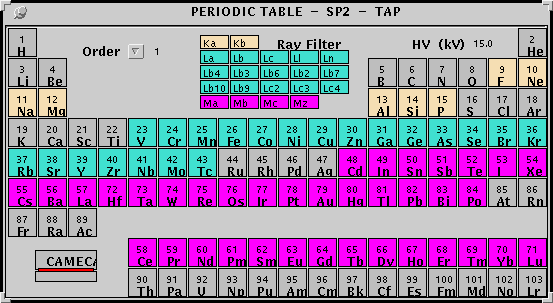 PERIODIC TABLE - SP2 - TAP
Order 1 Ka Kb Ray Filter HV (kV) 15.0
La Lb Lc Ll Ln
Lb4 Lb3 Lb6 Lb2 Lb7
Lb10 Lb9 Lc2 Lc3 Lc4
Ma Mb Mc Mz
1 2
H He
3 4 5 6 7 8 9 10
Li Be B C N O F Ne
11 12 13 14 15 16 17 18
Na Mg Al Si P S Cl Ar
19 20 21 22 23 24 25 26 27 28 29 30 31 32 33 34 35 36
K Ca Sc Ti V Cr Mn Fe Co Ni Cu Zn Ga Ge As Se Br Kr
37 38 39 40 41 42 43 44 45 46 47 48 49 50 51 52 53 54
Rb Sr Y Zr Nb Mo Tc Ru Rh Pd Ag Cd In Sn Sb Te I Xe
55 56 57 72 73 74 75 76 77 78 79 80 81 82 83 84 85 86
Cs Ba La Hf Ta W Re Os Ir Pt Au Hg Tl Pb Bi Po At Rn
87 88 89
Fr Ra Ac
CAMECA
58 59 60 61 62 63 64 65 66 67 68 69 70 71
Ce Pr Nd Pm Sm Eu Gd Tb Dy Ho Er Tm Yb Lu
90 91 92 93 94 95 96 97 98 99 100 101 102 103
Th Pa U Np Pu Am Cm Bk Cf Es Fm Md No Lr